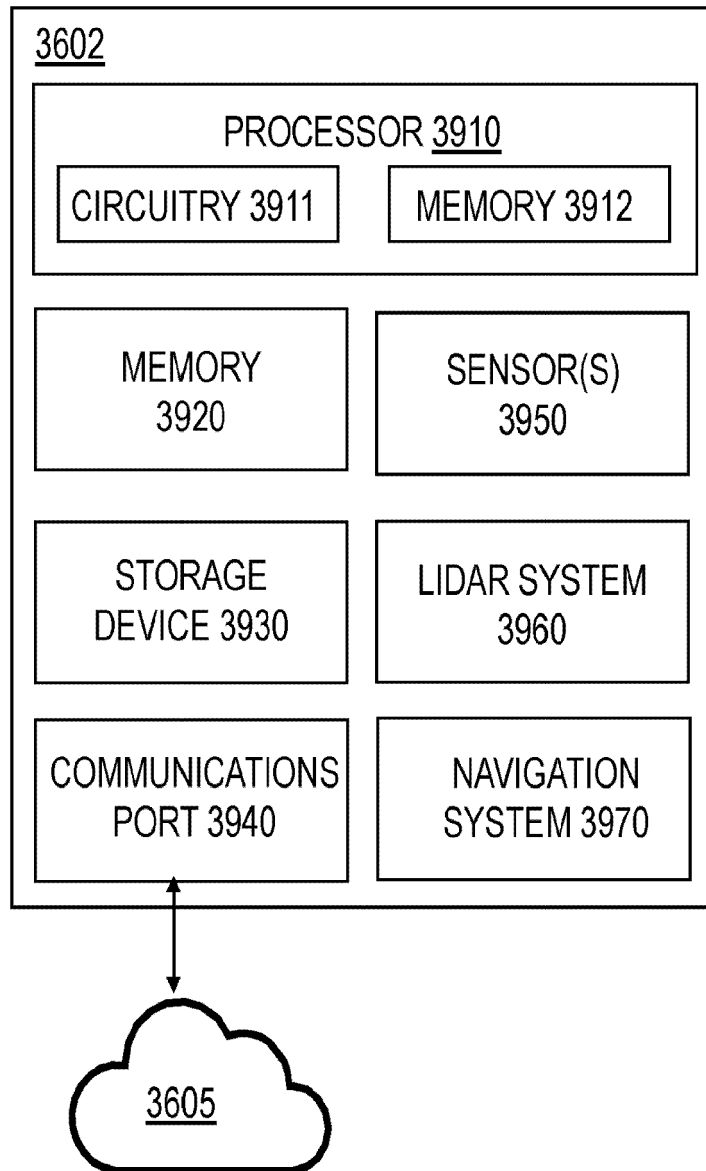 3602
PROCESSOR 3910
CIRCUITRY 3911
MEMORY 3912
MEMORY
3920
SENSOR(S)
3950
STORAGE
DEVICE 3930
LIDAR SYSTEM
3960
COMMUNICATIONS
PORT 3940
NAVIGATION
SYSTEM 3970
3605